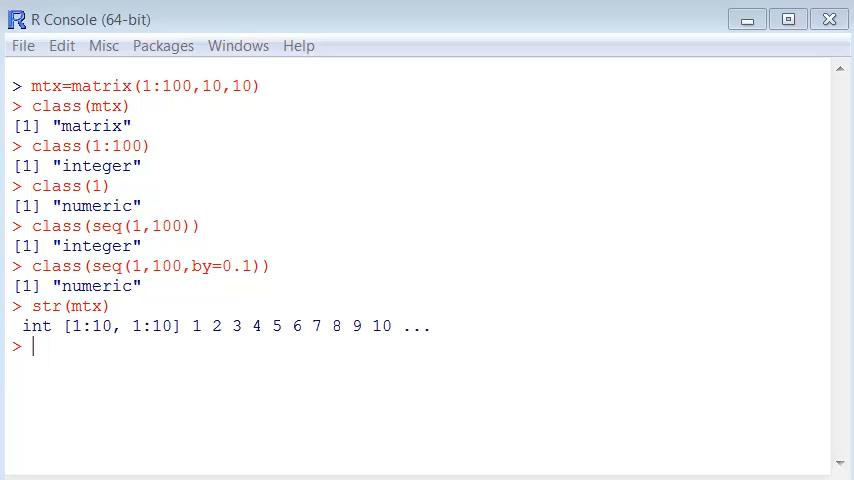 R Console (64-bit)
File Edit Misc Packages Windows Help
> mtx=matrix(1:100,10,10)
> class(mtx)
[1] "matrix"
> class(1:100)
[1] "integer"
> class(1)
[1] "numeric"
> class(seq(1,100))
[1] "integer"
> class(seq(1,100,by=0.1))
[1] "numeric"
> str(mtx)
int [1:10, 1:10] 1 2 3 4 5 6 7 8 9 10 ...
>